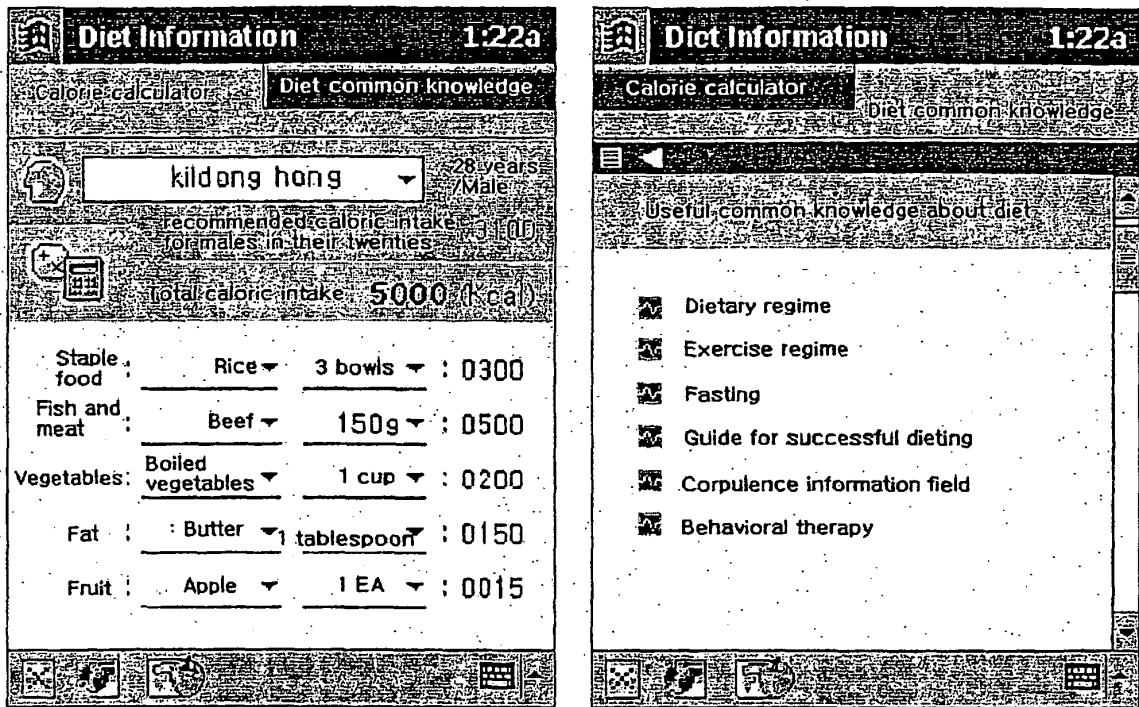 Diet Information 1:22a
Calorie calculator Diet common knowledge
kildong hong 28 years
/Male
recommended caloric intake
for males in their twenties 3100
Total caloric intake 5000 (Kcal)
Staple
food : Rice 3 bowls : 0300
Fish and
meat : Beef 150g : 0500
Vegetables: Boiled
vegetables 1 cup : 0200
Fat : Butter 1 tablespoon : 0150
Fruit : Apple 1 EA : 0015
Dict Information 1:22a
Calorie calculator
Diet common knowledge
Useful common knowledge about diet
Dietary regime
Exercise regime
Fasting
Guide for successful dieting
Corpulence information field
Behavioral therapy